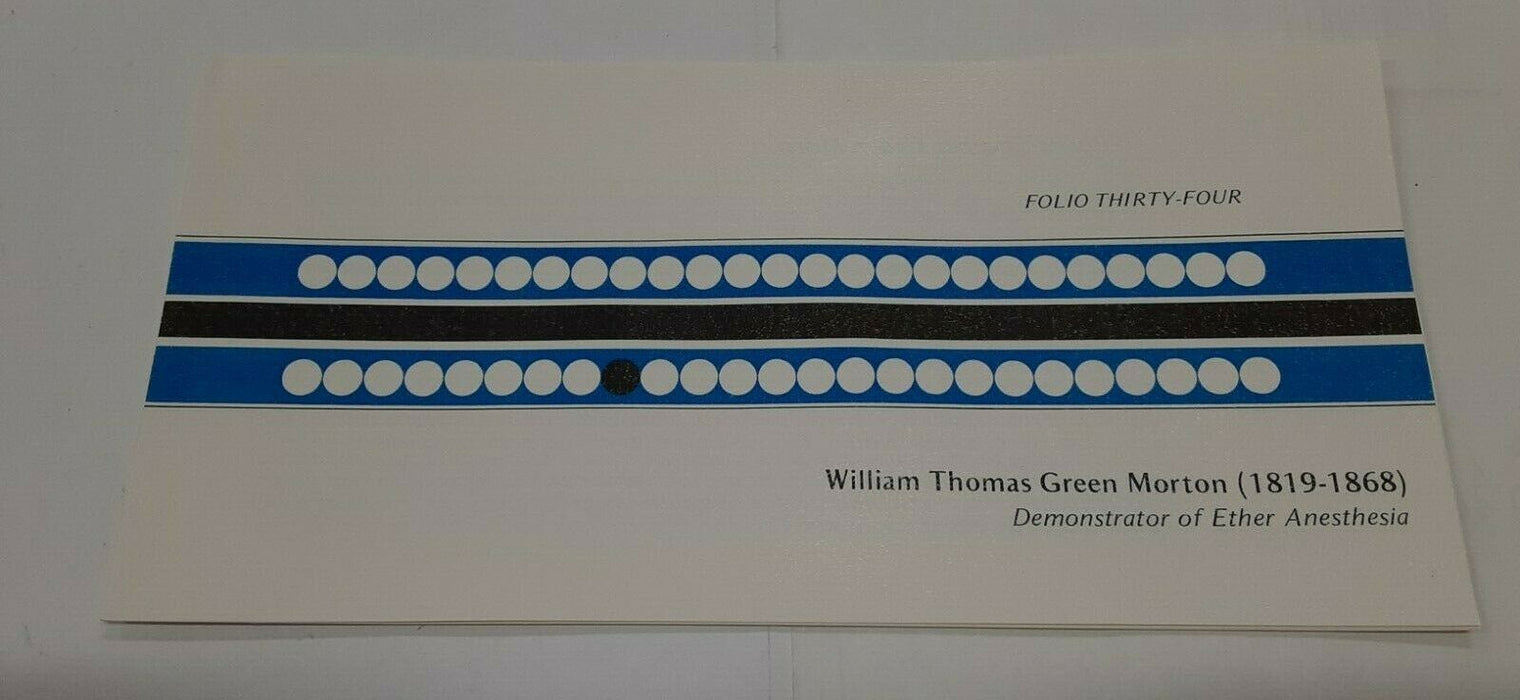 FOLIO THIRTY-FOUR
William Thomas Green Morton (1819-1868)
Demonstrator of Ether Anesthesia